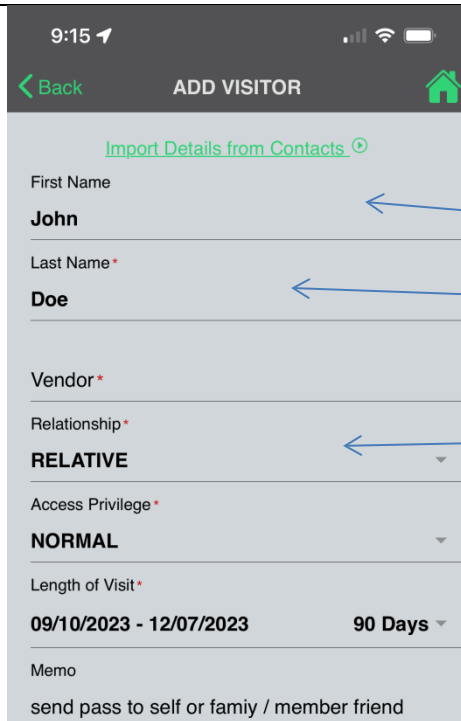 9:15
Back
ADD VISITOR
Import Details from Contacts
First Name
John
Last Name*
Doe
Vendor*
Relationship*
RELATIVE
Access Privilege*
NORMAL
Length of Visit*
09/10/2023 - 12/07/2023 90 Days
Memo
send pass to self or famiy / member friend